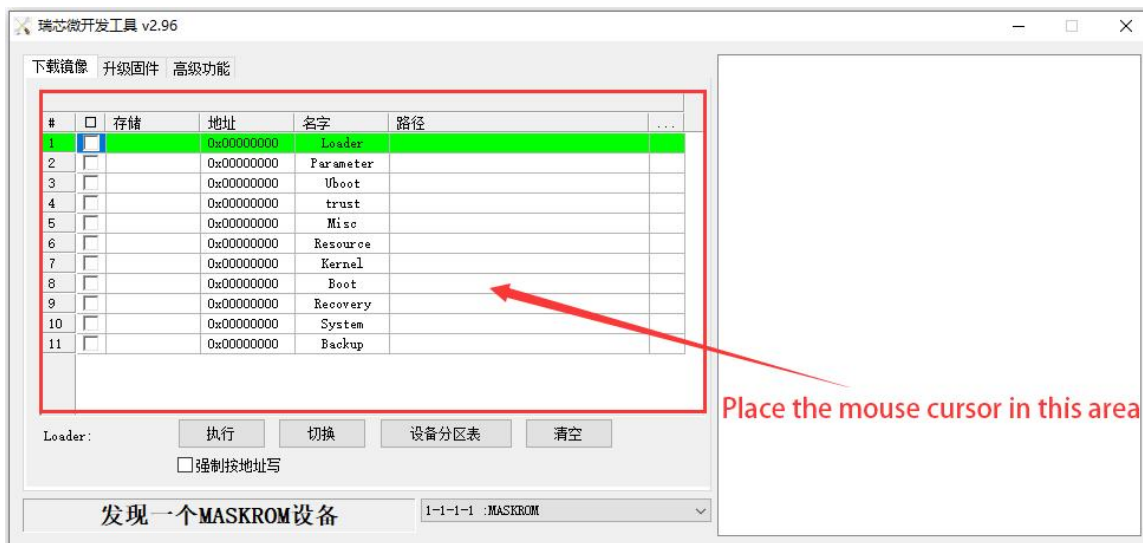 瑞芯微开发工具 v2.96
下载镜像 升级固件 高级功能
# 存储 地址 名字 路径 ...
1 0x00000000 Loader
2 0x00000000 Parameter
3 0x00000000 Uboot
4 0x00000000 trust
5 0x00000000 Misc
6 0x00000000 Resource
7 0x00000000 Kernel
8 0x00000000 Boot
9 0x00000000 Recovery
10 0x00000000 System
11 0x00000000 Backup
Place the mouse cursor in this area
Loader: 执行 切换 设备分区表 清空
强制按地址写
发现一个MASKROM设备 1-1-1-1 :MASKROM